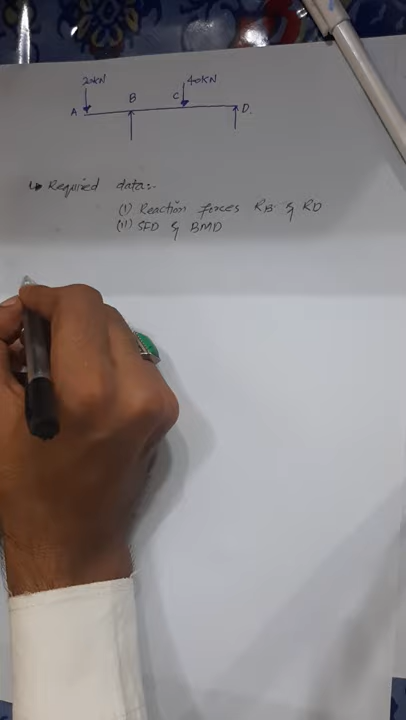 20kN
40kN
A B C D.
↳ Required data:-
(i) Reaction forces RB & RD
(ii) SFD & BMD